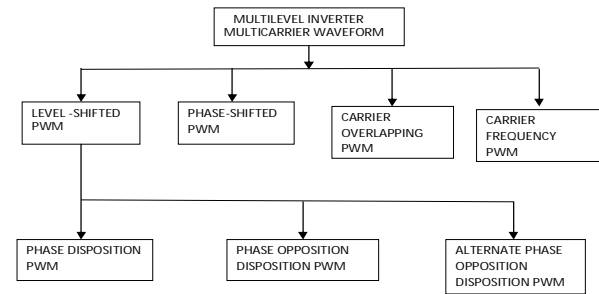 MULTILEVEL INVERTER
MULTICARRIER WAVEFORM
LEVEL -SHIFTED
PWM
PHASE-SHIFTED
PWM
CARRIER
OVERLAPPING
PWM
CARRIER
FREQUENCY
PWM
PHASE DISPOSITION
PWM
PHASE OPPOSITION
DISPOSITION PWM
ALTERNATE PHASE
OPPOSITION
DISPOSITION PWM